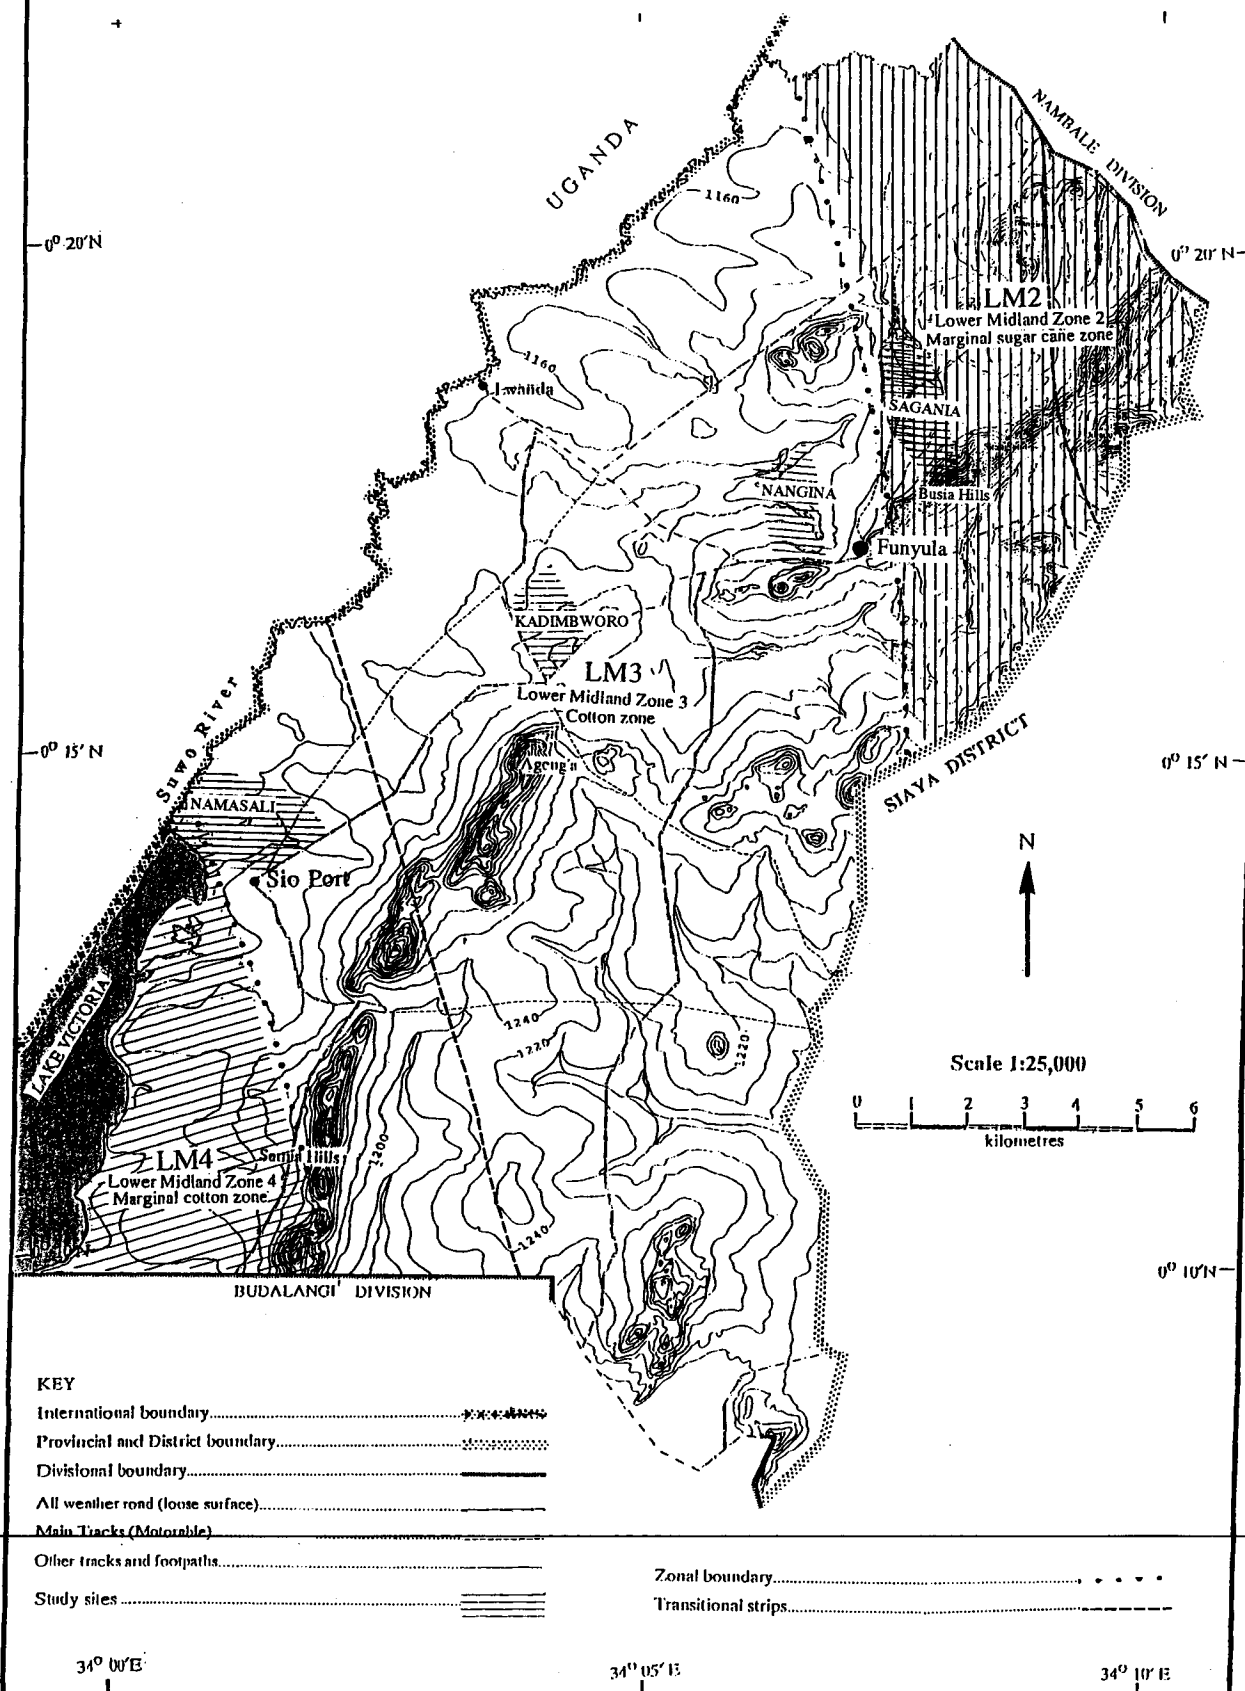 UGANDA
NAMBALE DIVISION
1160
0° 20′ N
0° 20′ N
LM2
Lower Midland Zone 2
Marginal sugar cane zone
1160
Lwanda
SAGANIA
NANGINA
Busia Hills
Funyula
KADIMBWORO
LM3
Lower Midland Zone 3
Cotton zone
Suwo River
0° 15′ N
0° 15′ N
Ageng'a
SIAYA DISTRICT
NAMASALI
Sio Port
N
LAKE VICTORIA
1240
1220
1220
Scale 1:25,000
0 1 2 3 4 5 6
kilometres
1200
LM4
Samia Hills
Lower Midland Zone 4
Marginal cotton zone
1240
0° 10′ N
BUDALANGI DIVISION
KEY
International boundary
Provincial and District boundary
Divisional boundary
All weather road (loose surface)
Main Tracks (Motorable)
Other tracks and footpaths
Study sites
Zonal boundary
Transitional strips
34° 00′ E
34° 05′ E
34° 10′ E